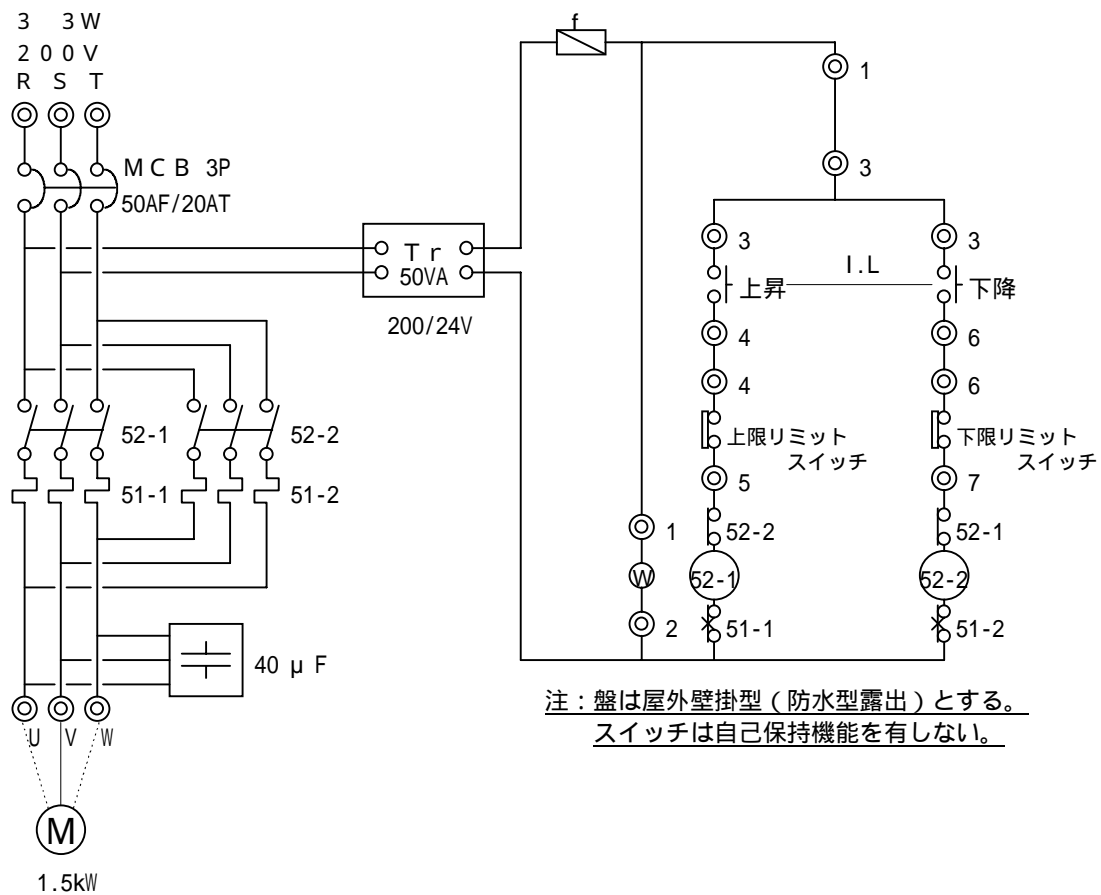 3 3W
200V
R S T
MCB 3P
50AF/20AT
Tr
50VA
200/24V
f
1
3
3
3
上昇
I.L
下降
4
6
4
6
上限リミット
スイッチ
下限リミット
スイッチ
5
7
52-1
52-2
51-1
51-2
1
52-2
52-1
W
52-1
52-2
2
51-1
51-2
40 μF
U V W
M
1.5kW
注：盤は屋外壁掛型（防水型露出）とする。
スイッチは自己保持機能を有しない。